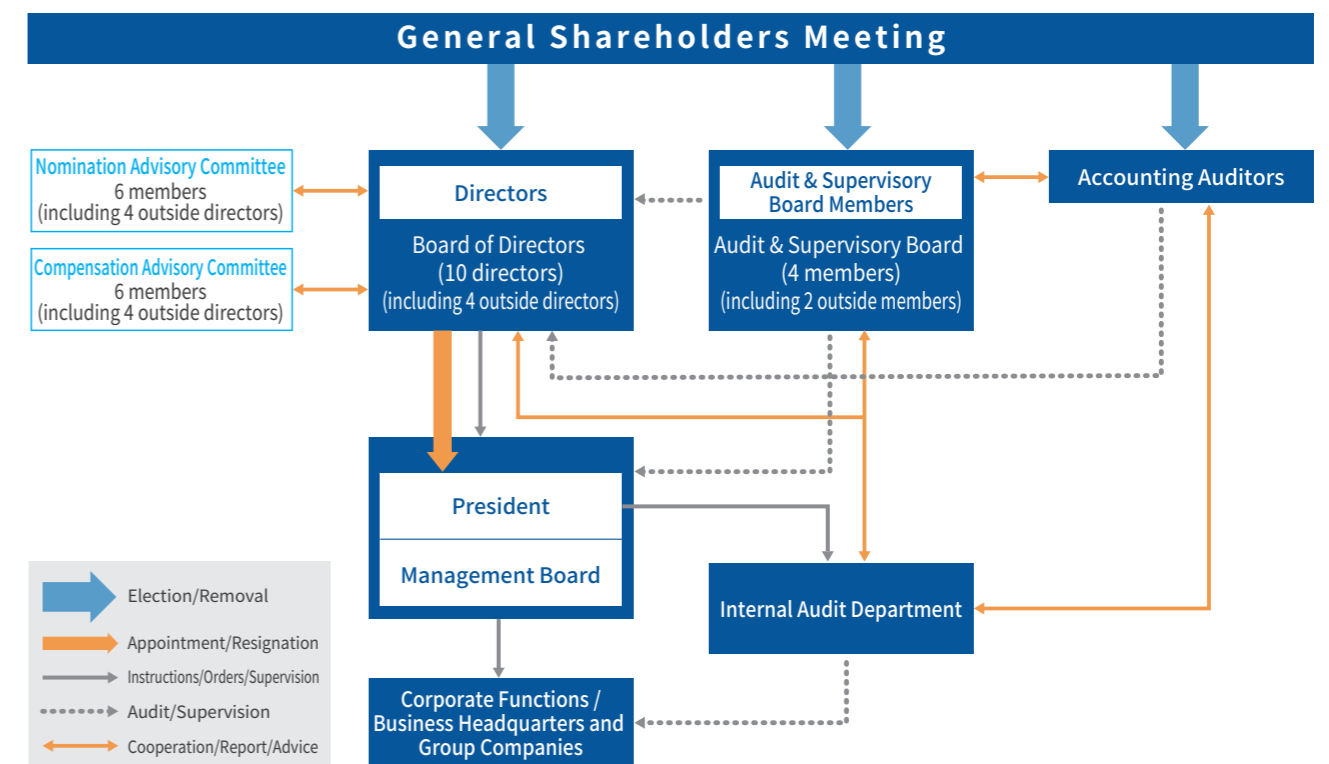 General Shareholders Meeting
Nomination Advisory Committee
6 members
(including 4 outside directors)
Compensation Advisory Committee
6 members
(including 4 outside directors)
Directors
Board of Directors
(10 directors)
(including 4 outside directors)
Audit & Supervisory
Board Members
Audit & Supervisory Board
(4 members)
(including 2 outside members)
Accounting Auditors
President
Management Board
Internal Audit Department
Corporate Functions /
Business Headquarters and
Group Companies
Election/Removal
Appointment/Resignation
Instructions/Orders/Supervision
Audit/Supervision
Cooperation/Report/Advice